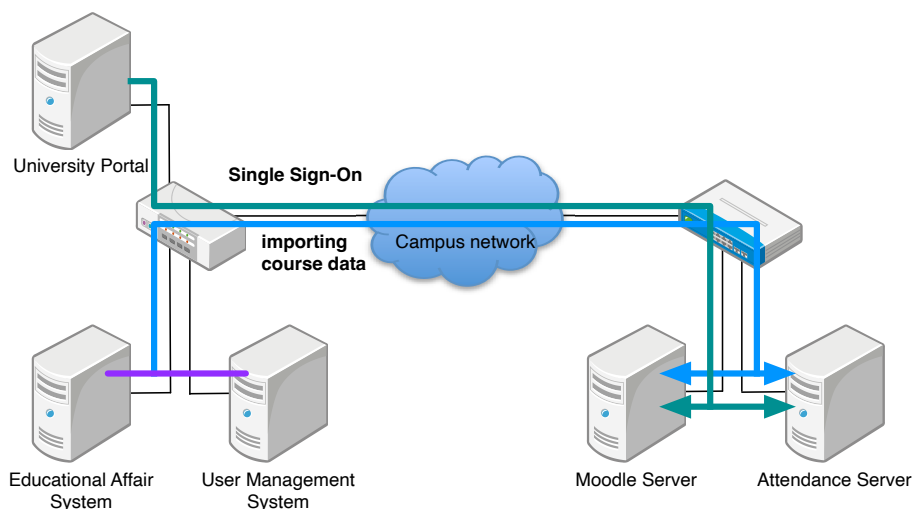 University Portal
Single Sign-On
importing
course data
Campus network
Educational Affair
System
User Management
System
Moodle Server
Attendance Server